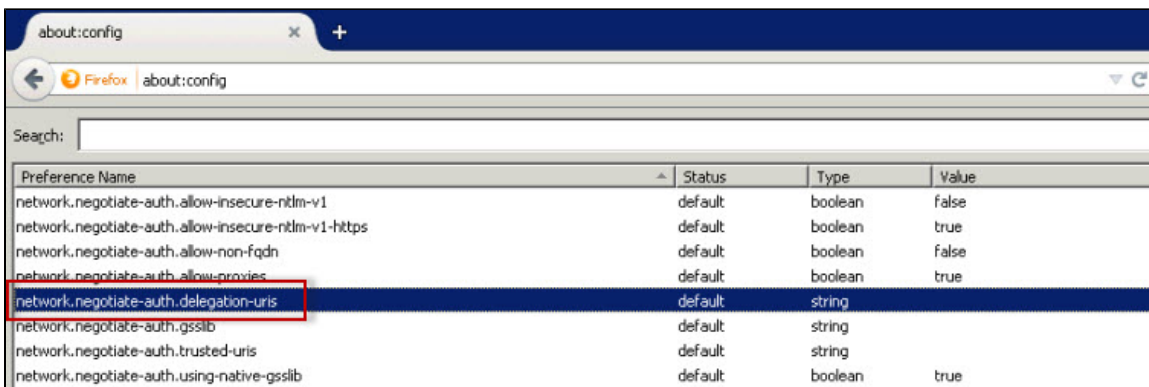 about:config
Firefox about:config
Search:
Preference Name Status Type Value
network.negotiate-auth.allow-insecure-ntlm-v1 default boolean false
network.negotiate-auth.allow-insecure-ntlm-v1-https default boolean true
network.negotiate-auth.allow-non-fqdn default boolean false
network.negotiate-auth.allow-proxies default boolean true
network.negotiate-auth.delegation-uris default string
network.negotiate-auth.gsslib default string
network.negotiate-auth.trusted-uris default string
network.negotiate-auth.using-native-gsslib default boolean true